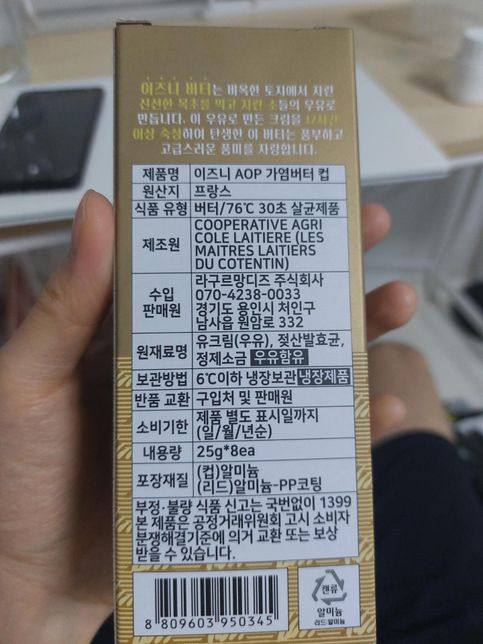 이즈니 버터는 비옥한 토지에서 자란
신선한 목초를 먹고 자란 소들의 우유로
만듭니다. 이 우유로 만든 크림을 12시간
이상 숙성하여 탄생한 이 버터는 풍부하고
고급스러운 풍미를 자랑합니다.
제품명 이즈니 AOP 가염버터 컵
원산지 프랑스
식품 유형 버터/76℃ 30초 살균제품
제조원 COOPERATIVE AGRI
COLE LAITIERE (LES
MAITRES LAITIERS
DU COTENTIN)
수입
판매원
라구르망디즈 주식회사
070-4238-0033
경기도 용인시 처인구
남사읍 원암로 332
원재료명 유크림(우유), 젖산발효균,
정제소금 우유함유
보관방법 6℃이하 냉장보관 냉장제품
반품 교환 구입처 및 판매원
소비기한 제품 별도 표시일까지
(일/월/년순)
내용량 25g*8ea
포장재질 (컵)알미늄
(리드)알미늄-PP코팅
부정·불량 식품 신고는 국번없이 1399
본 제품은 공정거래위원회 고시 소비자
분쟁해결기준에 의거 교환 또는 보상
받을 수 있습니다.
8 809603 950345
캔류
알미늄
리드:알미늄